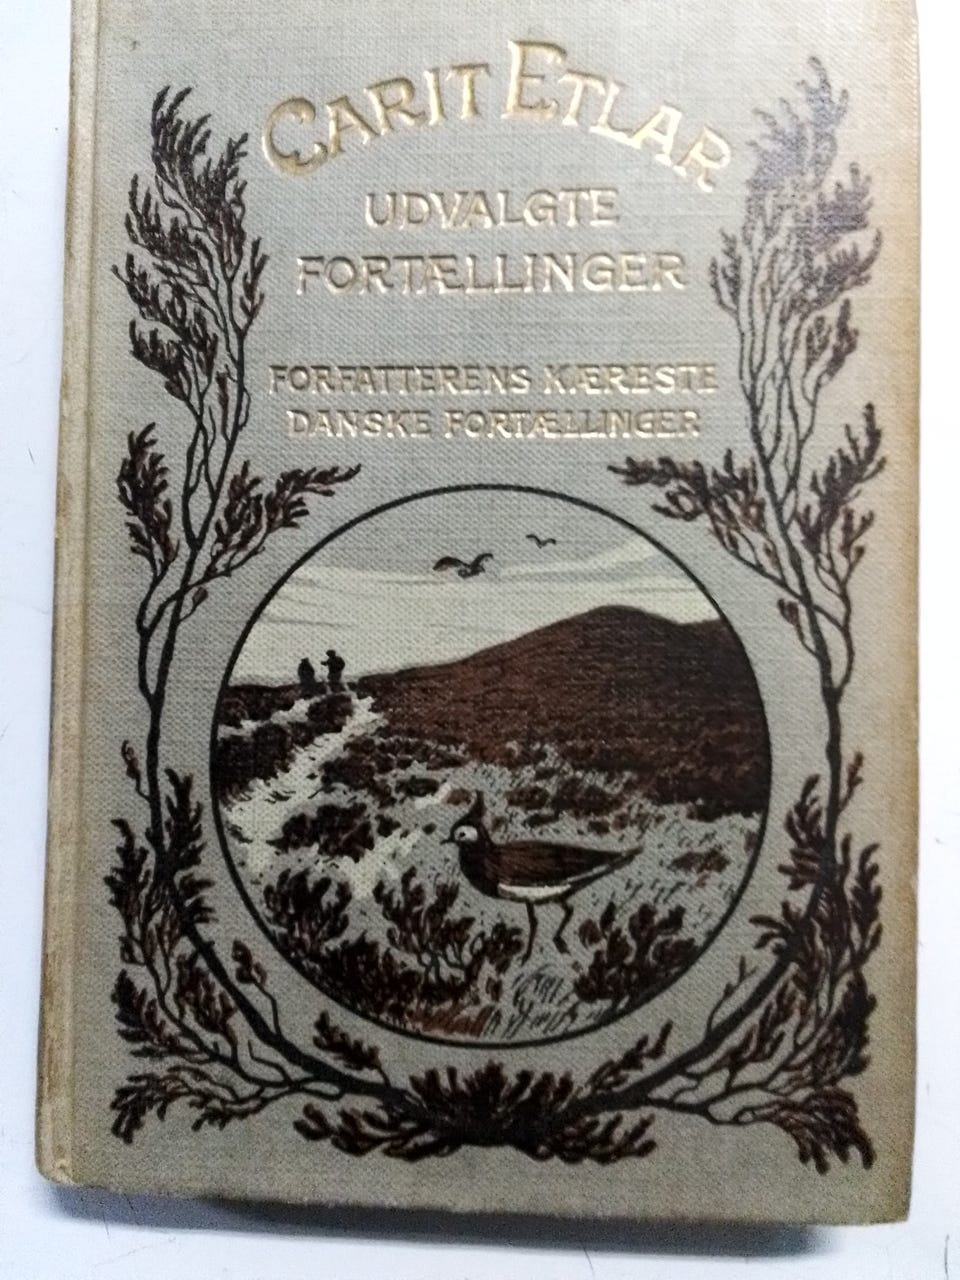 CARIT ETLAR
UDVALGTE
FORTÆLLINGER
FORFATTERENS KÆRESTE
DANSKE FORTÆLLINGER